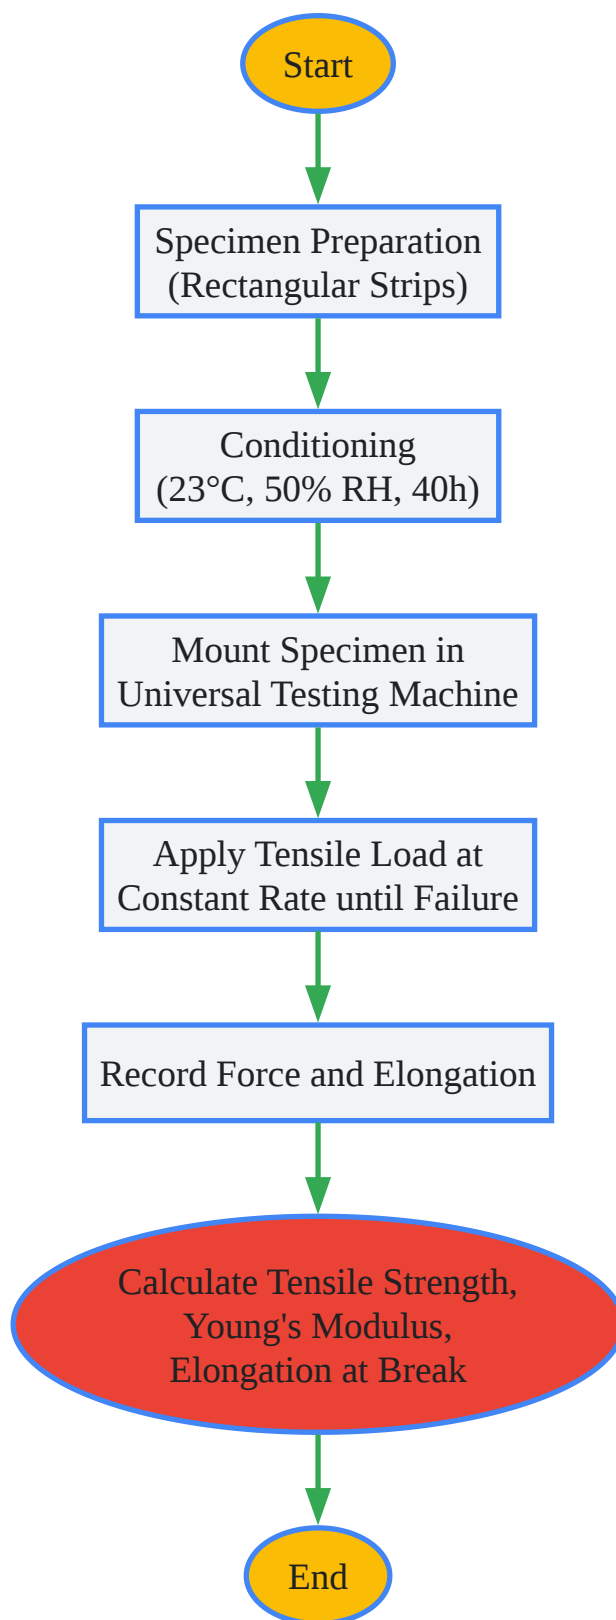 Start
Specimen Preparation
(Rectangular Strips)
Conditioning
(23°C, 50% RH, 40h)
Mount Specimen in
Universal Testing Machine
Apply Tensile Load at
Constant Rate until Failure
Record Force and Elongation
Calculate Tensile Strength,
Young's Modulus,
Elongation at Break
End